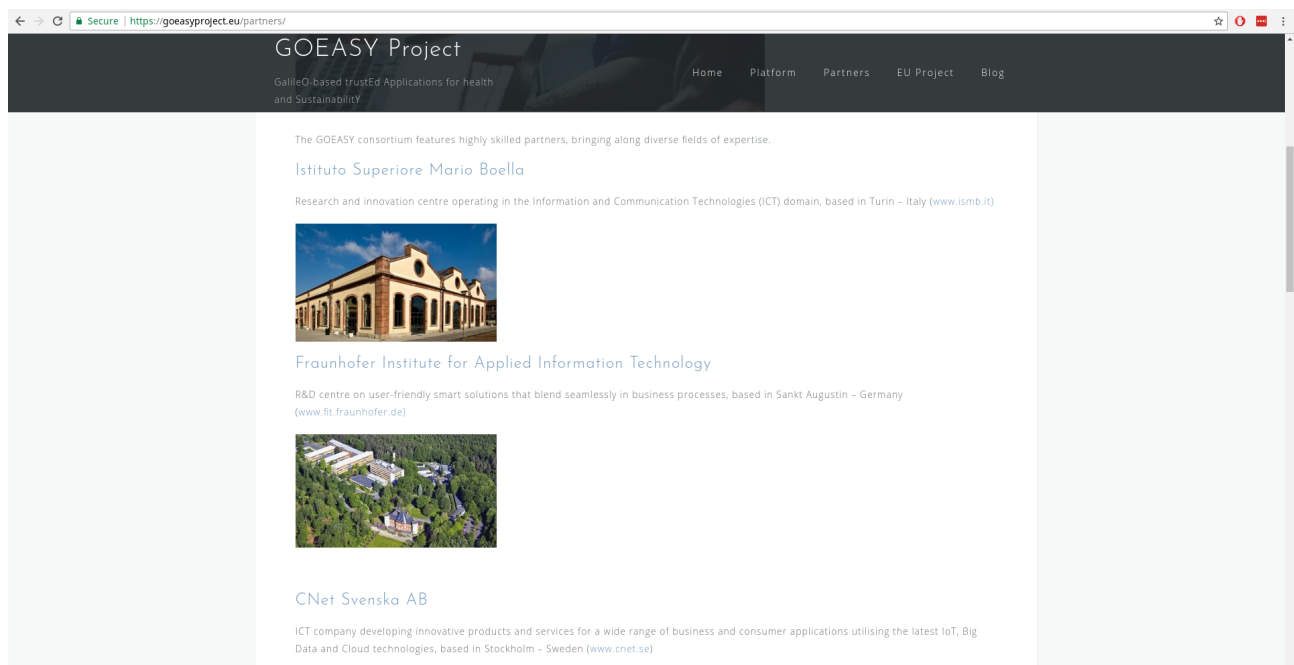 Secure | https://goeasyproject.eu/partners/
GOEASY Project
GalileO-based trustEd Applications for health
and SustainabilitY
Home Platform Partners EU Project Blog
The GOEASY consortium features highly skilled partners, bringing along diverse fields of expertise.
Istituto Superiore Mario Boella
Research and innovation centre operating in the Information and Communication Technologies (ICT) domain, based in Turin – Italy (www.ismb.it)
Fraunhofer Institute for Applied Information Technology
R&D centre on user-friendly smart solutions that blend seamlessly in business processes, based in Sankt Augustin – Germany
(www.fit.fraunhofer.de)
CNet Svenska AB
ICT company developing innovative products and services for a wide range of business and consumer applications utilising the latest IoT, Big
Data and Cloud technologies, based in Stockholm – Sweden (www.cnet.se)